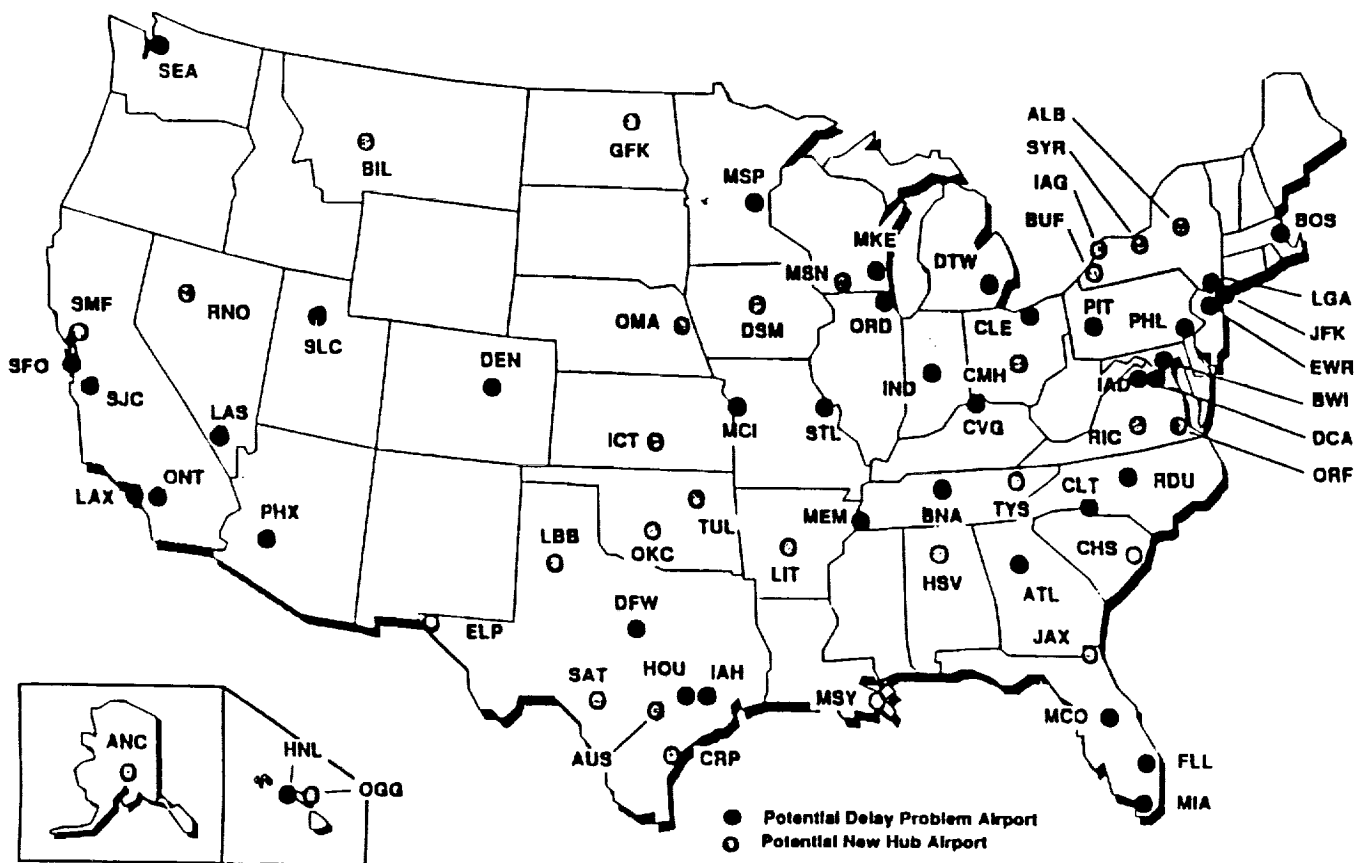 SEA
ALB
SYR
IAG
BUF
GFK
BIL
MSP
BOS
MKE
DTW
MSN
SMF
RNO
SLC
OMA
DSM
ORD
CLE
PIT
PHL
LGA
JFK
SFO
DEN
EWR
SJC
IND
CMH
IAD
BWI
LAS
ICT
MCI
STL
CVG
RIC
DCA
ORF
ONT
LAX
PHX
LBB
OKC
TUL
MEM
BNA
TYS
CLT
RDU
LIT
HSV
CHS
ATL
DFW
ELP
JAX
SAT
HOU
IAH
MSY
MCO
ANC
HNL
OGG
AUS
CRP
FLL
MIA
Potential Delay Problem Airport
Potential New Hub Airport